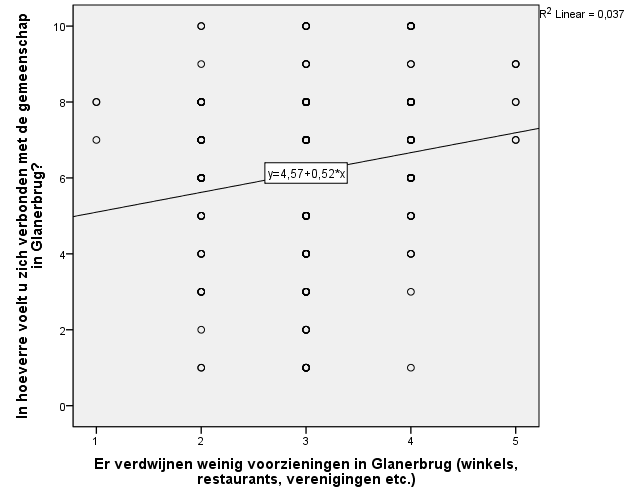 R² Linear = 0,037
In hoeverre voelt u zich verbonden met de gemeenschap
in Glanerbrug?
10
8
6
4
2
0
y=4,57+0,52*x
1 2 3 4 5
Er verdwijnen weinig voorzieningen in Glanerbrug (winkels,
restaurants, verenigingen etc.)